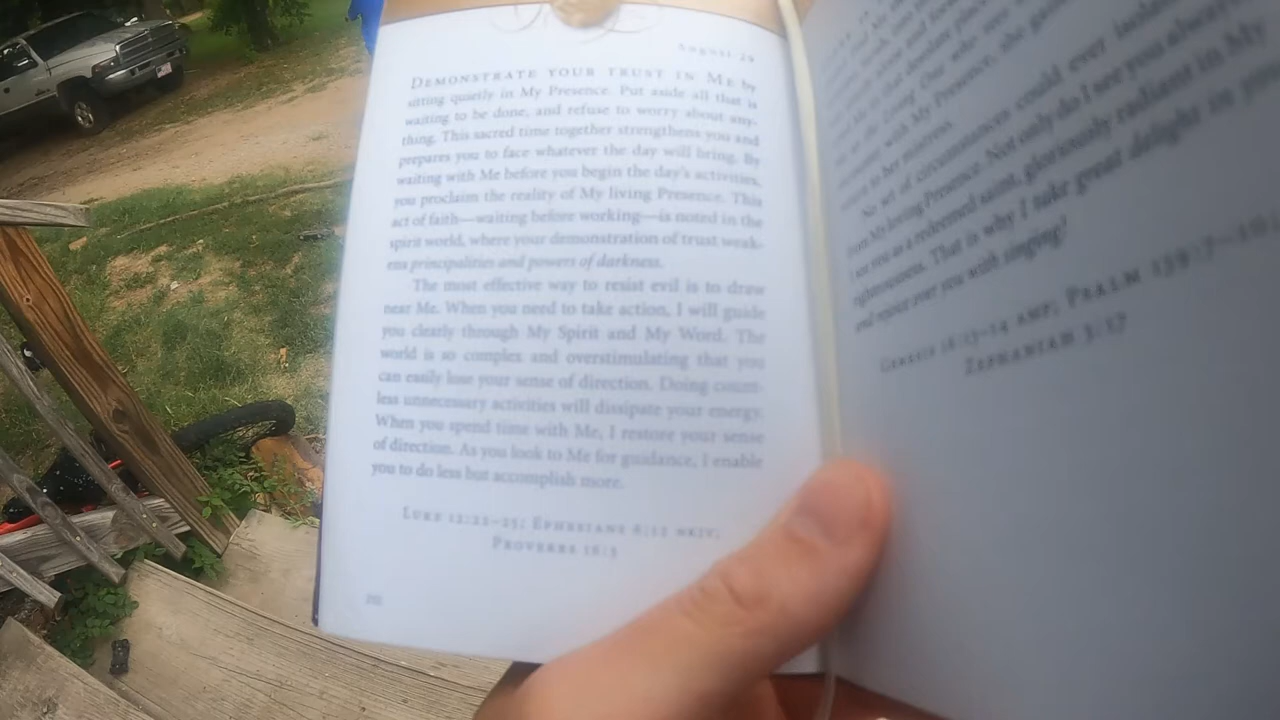 August 24
DEMONSTRATE YOUR TRUST IN ME by
sitting quietly in My Presence. Put aside all that is
waiting to be done, and refuse to worry about any-
thing. This sacred time together strengthens you and
prepares you to face whatever the day will bring. By
waiting with Me before you begin the day's activities,
you proclaim the reality of My living Presence. This
act of faith—waiting before working—is noted in the
spirit world, where your demonstration of trust weak-
ens principalities and powers of darkness.
The most effective way to resist evil is to draw
near Me. When you need to take action, I will guide
you clearly through My Spirit and My Word. The
world is so complex and overstimulating that you
can easily lose your sense of direction. Doing count-
less unnecessary activities will dissipate your energy.
When you spend time with Me, I restore your sense
of direction. As you look to Me for guidance, I enable
you to do less but accomplish more.
LUKE 12:22–25; EPHESIANS 6:12 NKJV;
PROVERBS 16:3
No set of circumstances could ever isolate
from My loving Presence. Not only do I see you always
I see you as a redeemed saint, gloriously radiant in My
righteousness. That is why I take great delight in you
and rejoice over you with singing!
GENESIS 16:13–14 AMP; PSALM 139:7–10;
ZEPHANIAH 3:17